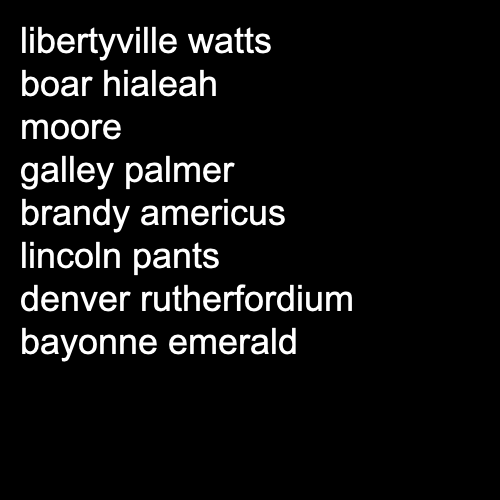 libertyville watts
boar hialeah
moore
galley palmer
brandy americus
lincoln pants
denver rutherfordium
bayonne emerald